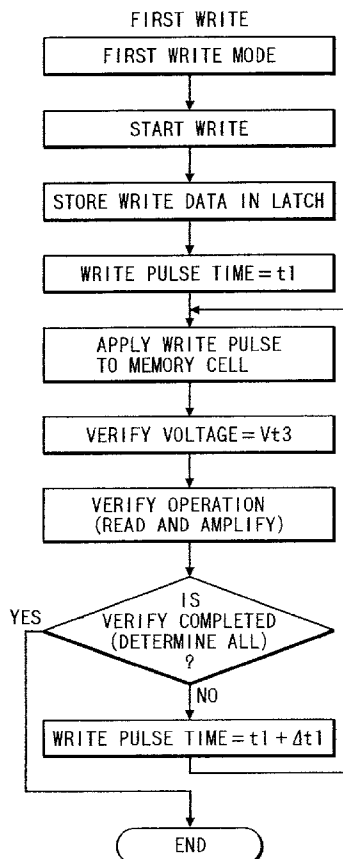 FIRST WRITE
FIRST WRITE MODE
START WRITE
STORE WRITE DATA IN LATCH
WRITE PULSE TIME=t1
APPLY WRITE PULSE
TO MEMORY CELL
VERIFY VOLTAGE=Vt3
VERIFY OPERATION
(READ AND AMPLIFY)
IS
VERIFY COMPLETED
(DETERMINE ALL)
?
YES
NO
WRITE PULSE TIME=t1+Δt1
END